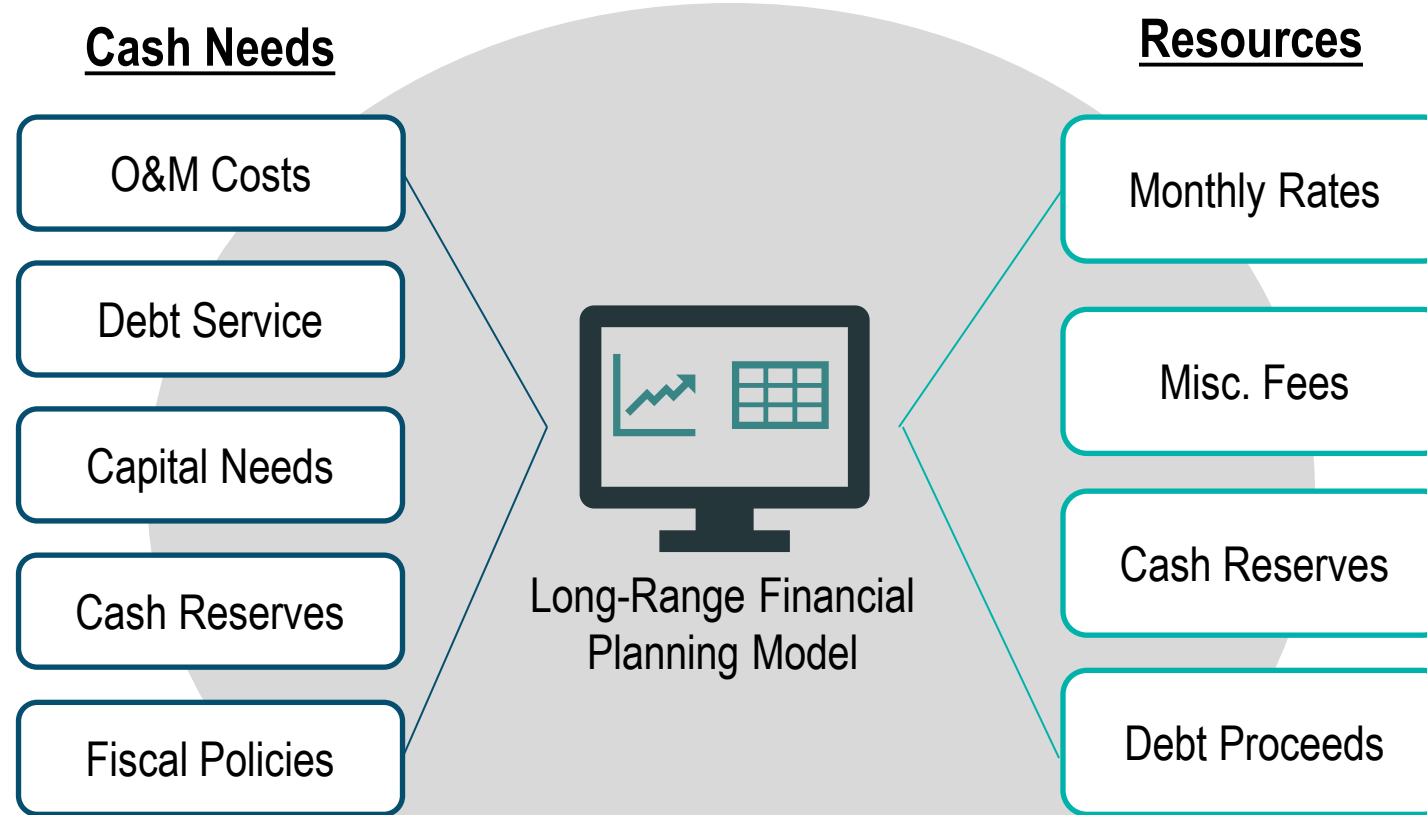 Cash Needs
O&M Costs
Debt Service
Capital Needs
Cash Reserves
Fiscal Policies
Long-Range Financial
Planning Model
Resources
Monthly Rates
Misc. Fees
Cash Reserves
Debt Proceeds